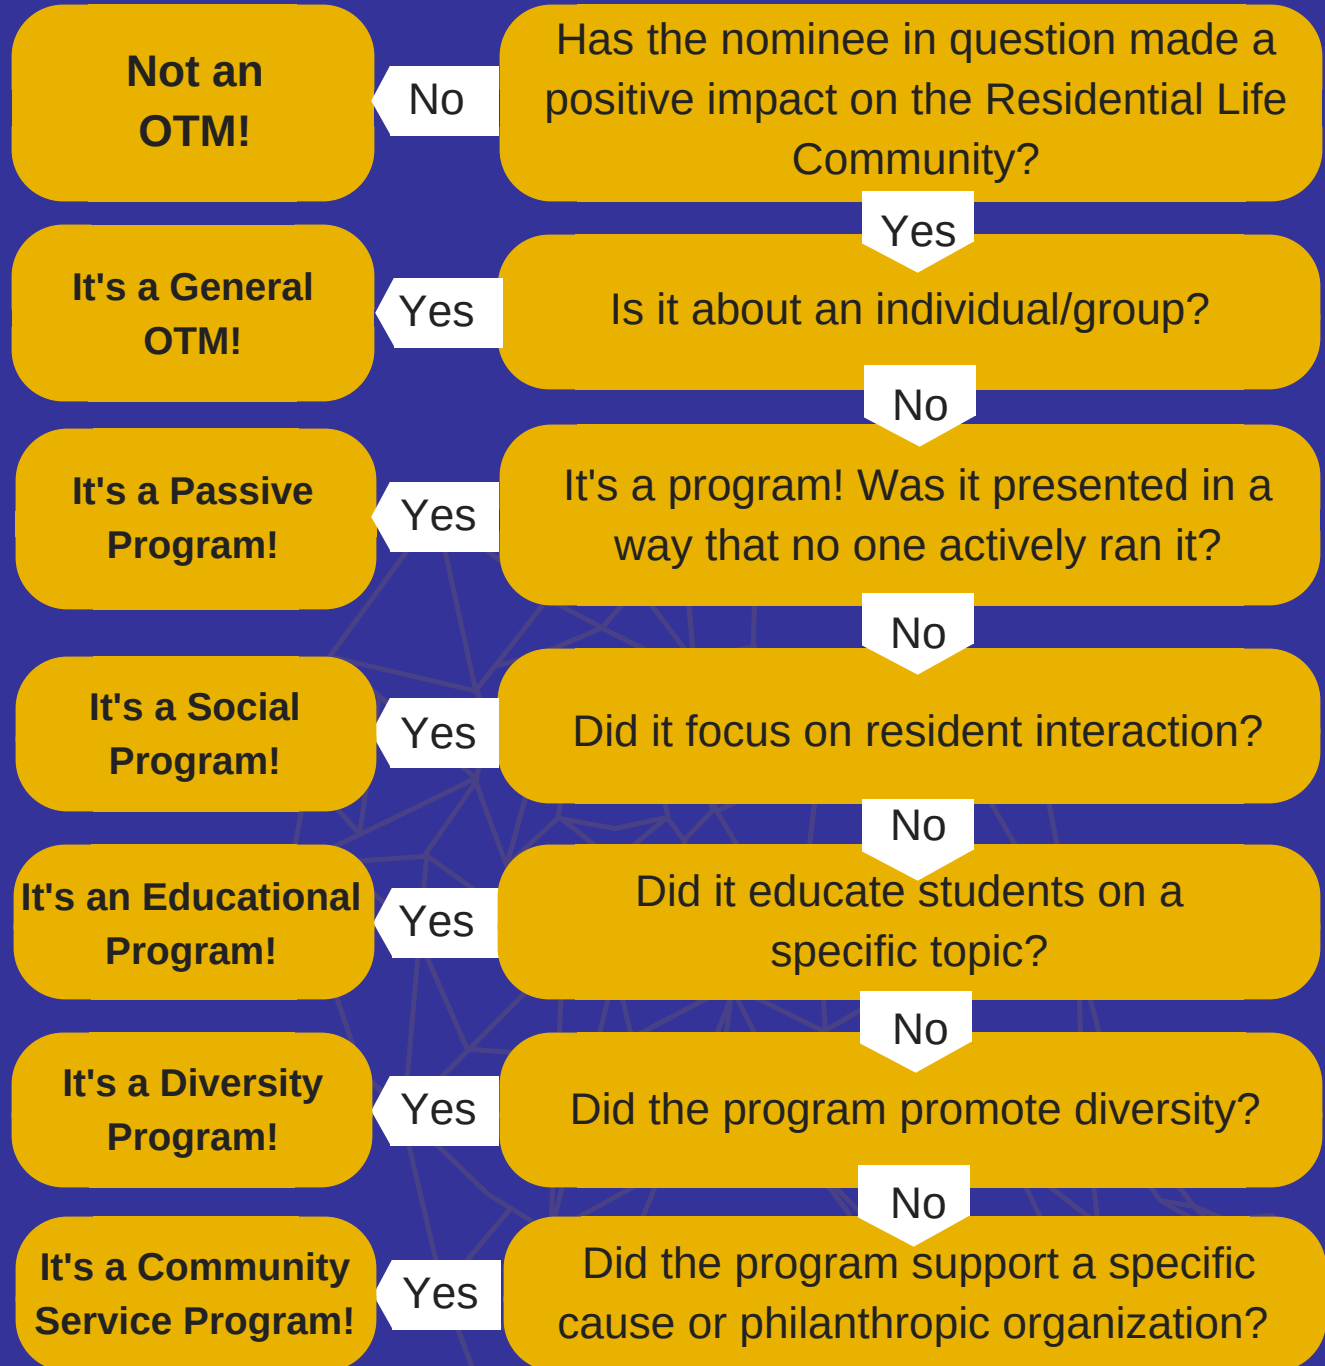 Has the nominee in question made a
positive impact on the Residential Life
Community?
No
Not an
OTM!
Yes
Is it about an individual/group?
Yes
It's a General
OTM!
No
It's a program! Was it presented in a
way that no one actively ran it?
Yes
It's a Passive
Program!
No
Did it focus on resident interaction?
Yes
It's a Social
Program!
No
Did it educate students on a
specific topic?
Yes
It's an Educational
Program!
No
Did the program promote diversity?
Yes
It's a Diversity
Program!
No
Did the program support a specific
cause or philanthropic organization?
Yes
It's a Community
Service Program!